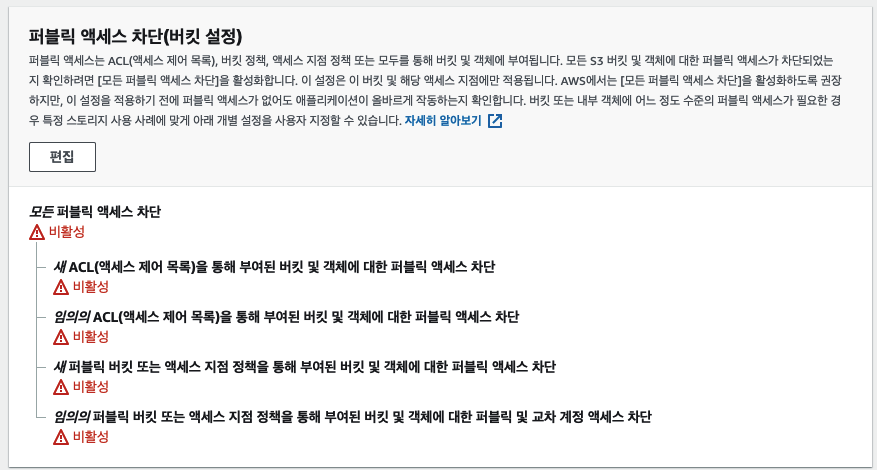 퍼블릭 액세스 차단(버킷 설정)
퍼블릭 액세스는 ACL(액세스 제어 목록), 버킷 정책, 액세스 지점 정책 또는 모두를 통해 버킷 및 객체에 부여됩니다. 모든 S3 버킷 및 객체에 대한 퍼블릭 액세스가 차단되었는
지 확인하려면 [모든 퍼블릭 액세스 차단]을 활성화합니다. 이 설정은 이 버킷 및 해당 액세스 지점에만 적용됩니다. AWS에서는 [모든 퍼블릭 액세스 차단]을 활성화하도록 권장
하지만, 이 설정을 적용하기 전에 퍼블릭 액세스가 없어도 애플리케이션이 올바르게 작동하는지 확인합니다. 버킷 또는 내부 객체에 어느 정도 수준의 퍼블릭 액세스가 필요한 경
우 특정 스토리지 사용 사례에 맞게 아래 개별 설정을 사용자 지정할 수 있습니다. 자세히 알아보기
편집
모든 퍼블릭 액세스 차단
비활성
새 ACL(액세스 제어 목록)을 통해 부여된 버킷 및 객체에 대한 퍼블릭 액세스 차단
비활성
임의의 ACL(액세스 제어 목록)을 통해 부여된 버킷 및 객체에 대한 퍼블릭 액세스 차단
비활성
새 퍼블릭 버킷 또는 액세스 지점 정책을 통해 부여된 버킷 및 객체에 대한 퍼블릭 액세스 차단
비활성
임의의 퍼블릭 버킷 또는 액세스 지점 정책을 통해 부여된 버킷 및 객체에 대한 퍼블릭 및 교차 계정 액세스 차단
비활성